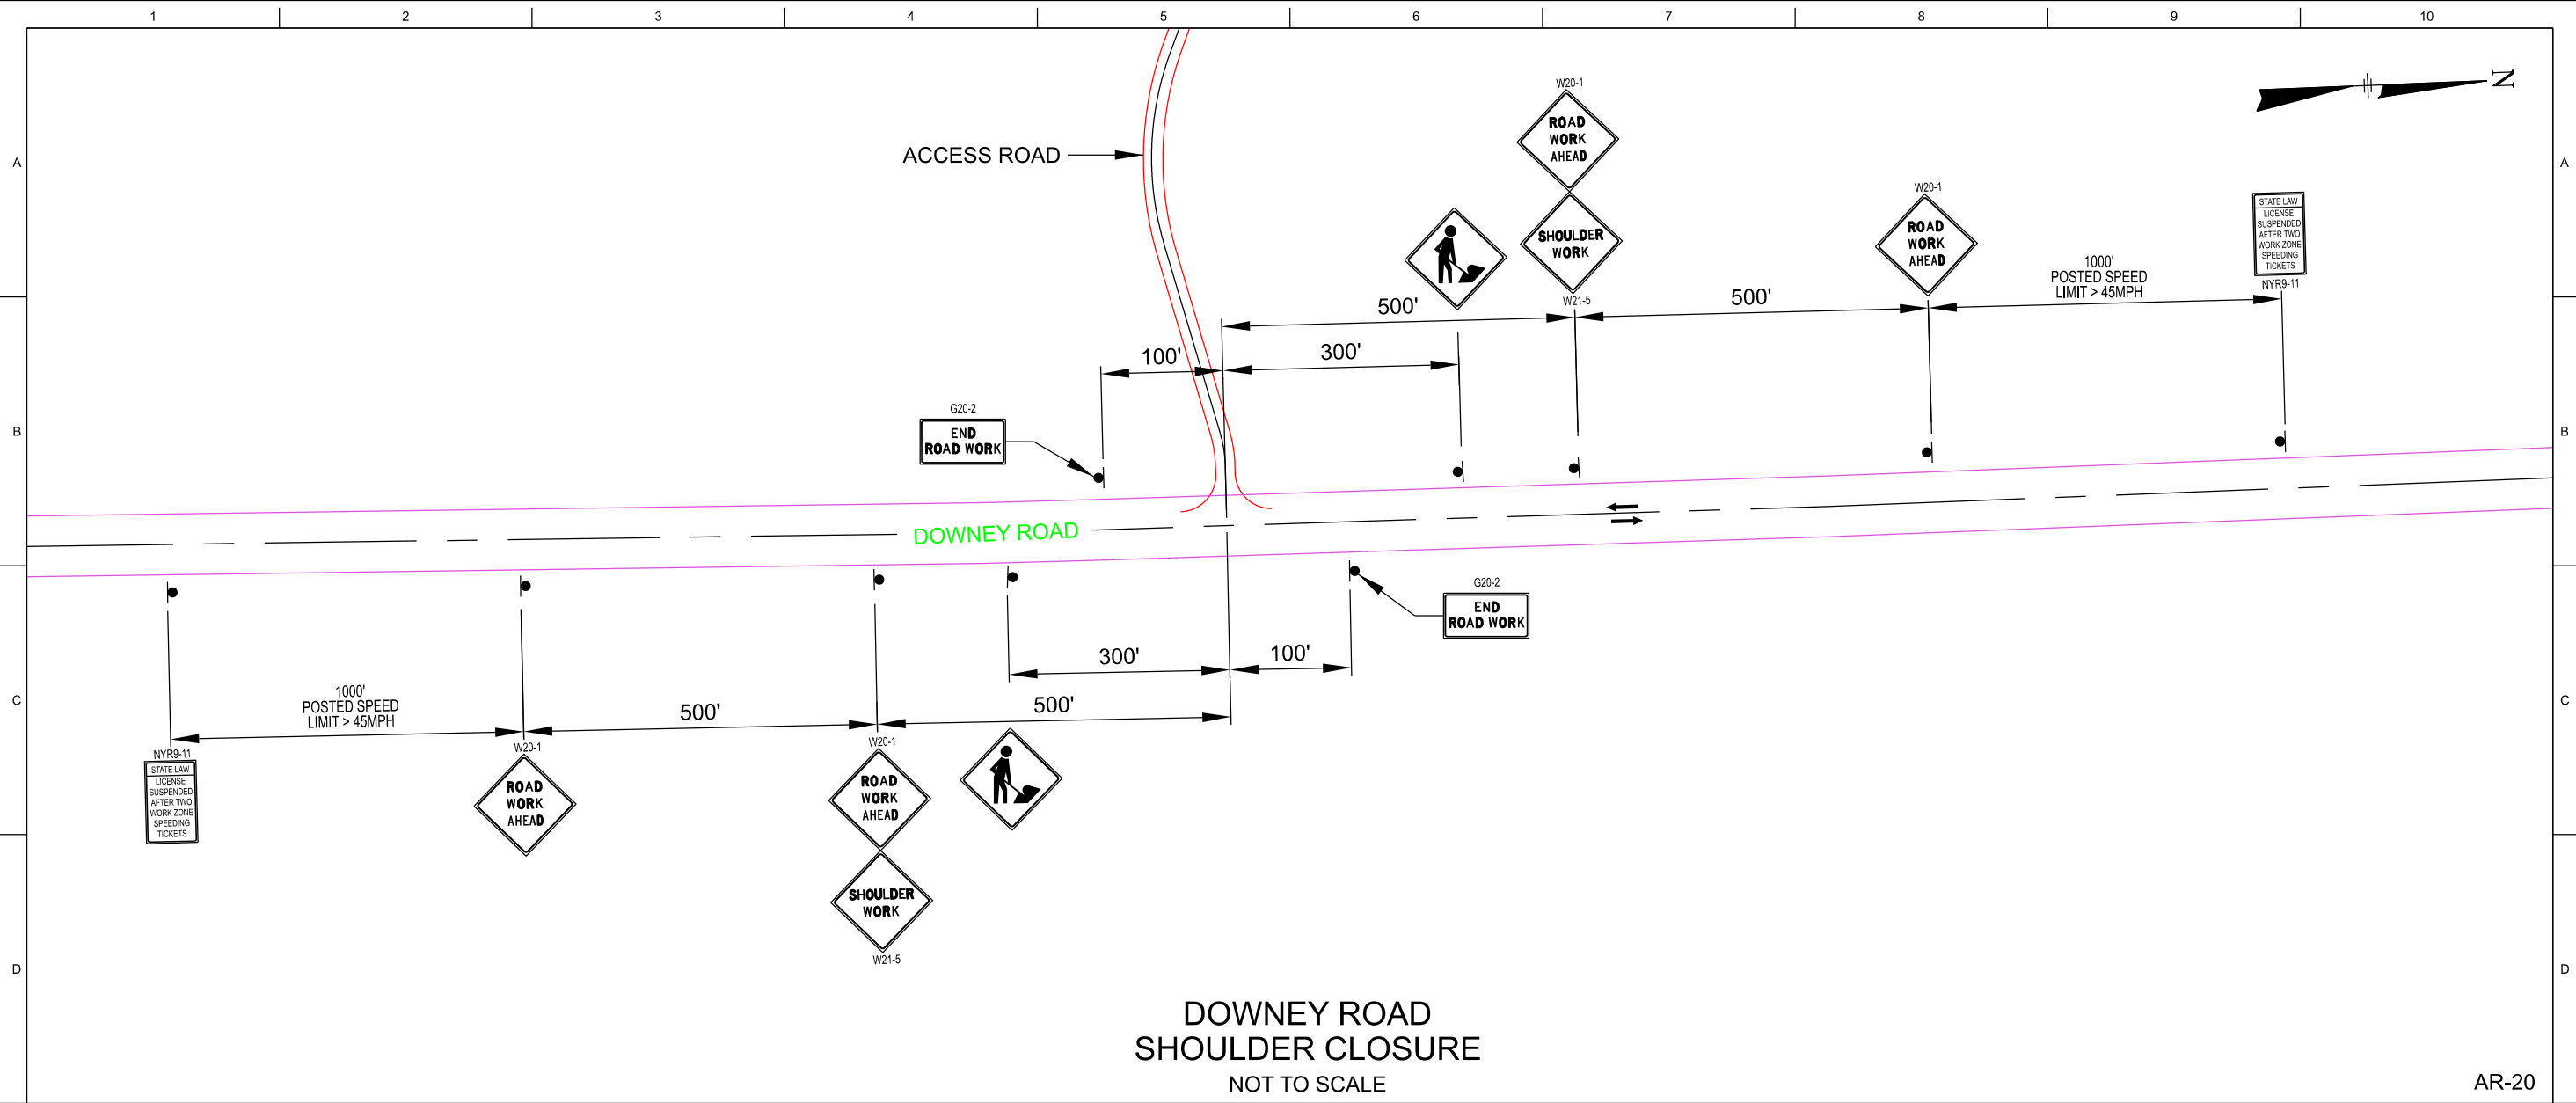 1 2 3 4 5 6 7 8 9 10
A
B
C
D
A
B
C
D
N
ACCESS ROAD
W20-1
ROAD
WORK
AHEAD
SHOULDER
WORK
W21-5
W20-1
ROAD
WORK
AHEAD
STATE LAW
LICENSE
SUSPENDED
AFTER TWO
WORK ZONE
SPEEDING
TICKETS
NYR9-11
1000'
POSTED SPEED
LIMIT > 45MPH
500'
500'
100'
300'
G20-2
END
ROAD WORK
DOWNEY ROAD
G20-2
END
ROAD WORK
300'
100'
500'
500'
1000'
POSTED SPEED
LIMIT > 45MPH
NYR9-11
STATE LAW
LICENSE
SUSPENDED
AFTER TWO
WORK ZONE
SPEEDING
TICKETS
W20-1
ROAD
WORK
AHEAD
W20-1
ROAD
WORK
AHEAD
SHOULDER
WORK
W21-5
DOWNEY ROAD
SHOULDER CLOSURE
NOT TO SCALE
AR-20